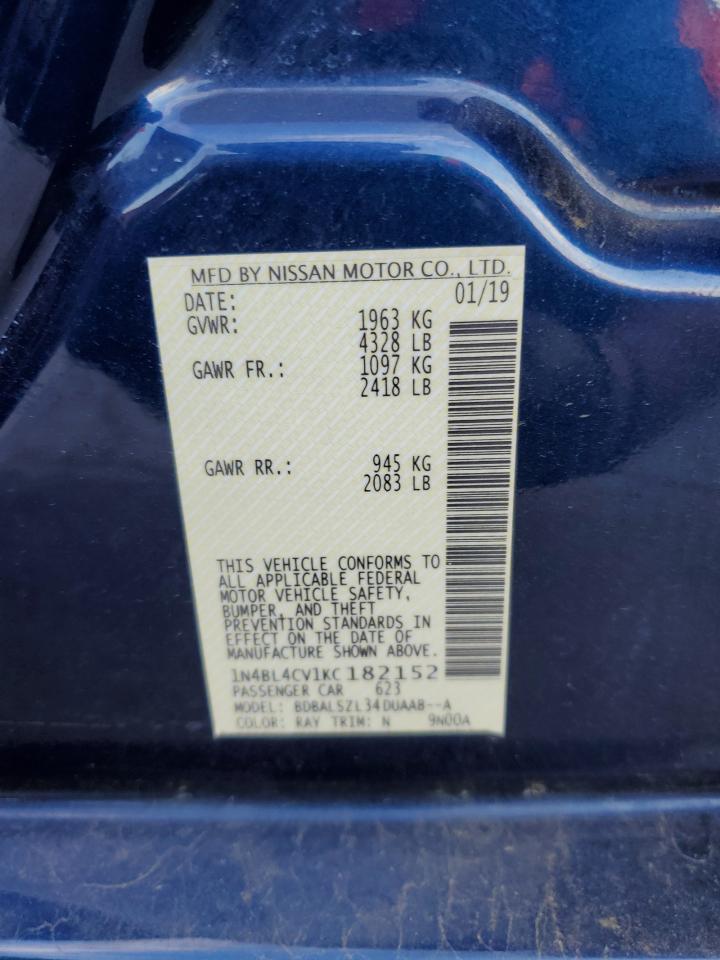 MFD BY NISSAN MOTOR CO., LTD.
DATE: 01/19
GVWR: 1963 KG
4328 LB
GAWR FR.: 1097 KG
2418 LB
GAWR RR.: 945 KG
2083 LB
THIS VEHICLE CONFORMS TO
ALL APPLICABLE FEDERAL
MOTOR VEHICLE SAFETY,
BUMPER, AND THEFT
PREVENTION STANDARDS IN
EFFECT ON THE DATE OF
MANUFACTURE SHOWN ABOVE.
1N4BL4CV1KC182152
PASSENGER CAR 623
MODEL: BDBALSZL34DUAAB--A
COLOR: RAY TRIM: N 9N00A